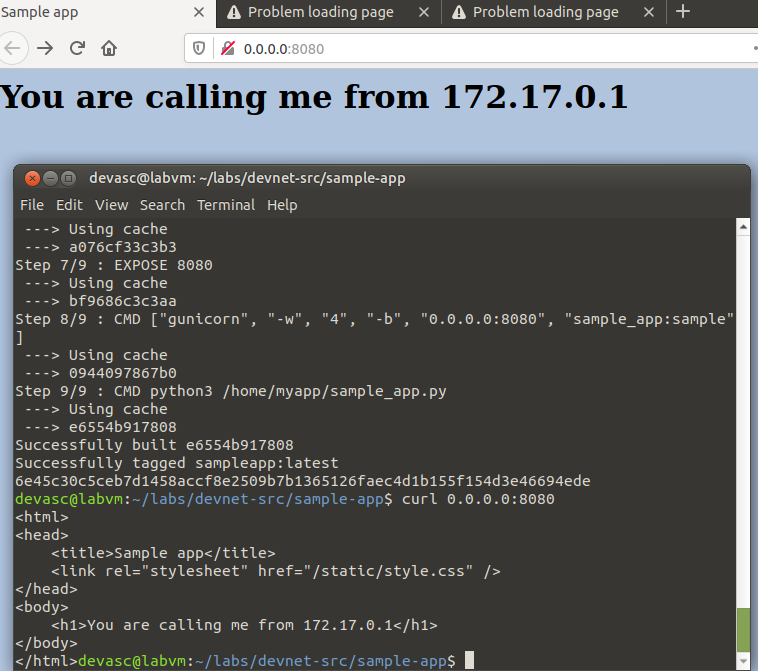 Sample app
Problem loading page
Problem loading page
0.0.0.0:8080
You are calling me from 172.17.0.1
devasc@labvm: ~/labs/devnet-src/sample-app
File Edit View Search Terminal Help
---> Using cache
---> a076cf33c3b3
Step 7/9 : EXPOSE 8080
---> Using cache
---> bf9686c3c3aa
Step 8/9 : CMD ["gunicorn", "-w", "4", "-b", "0.0.0.0:8080", "sample_app:sample"
]
---> Using cache
---> 0944097867b0
Step 9/9 : CMD python3 /home/myapp/sample_app.py
---> Using cache
---> e6554b917808
Successfully built e6554b917808
Successfully tagged sampleapp:latest
6e45c30c5ceb7d1458accf8e2509b7b1365126faec4d1b155f154d3e46694ede
devasc@labvm:~/labs/devnet-src/sample-app$ curl 0.0.0.0:8080
<html>
<head>
    <title>Sample app</title>
    <link rel="stylesheet" href="/static/style.css" />
</head>
<body>
    <h1>You are calling me from 172.17.0.1</h1>
</body>
</html>devasc@labvm:~/labs/devnet-src/sample-app$